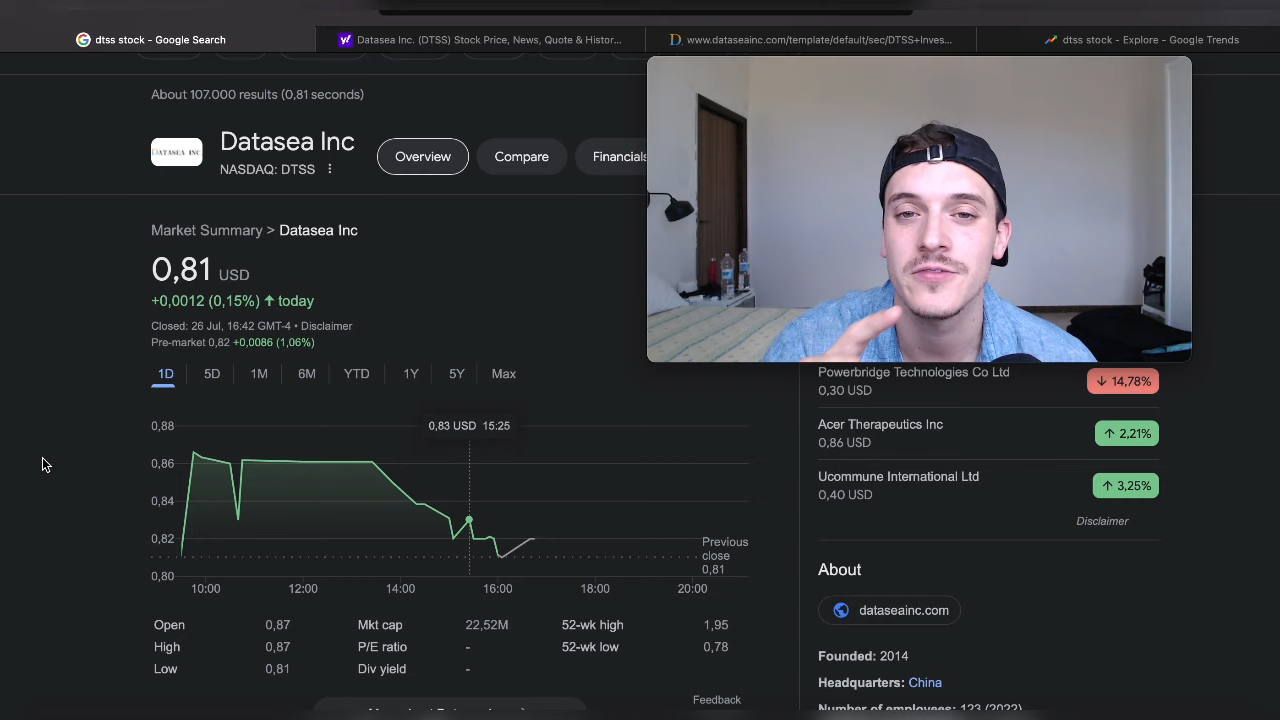 dtss stock - Google Search
Datasea Inc. (DTSS) Stock Price, News, Quote & Histor...
www.dataseainc.com/template/default/sec/DTSS+Inves...
dtss stock - Explore - Google Trends
About 107.000 results (0,81 seconds)
DATASEA INC
Datasea Inc
NASDAQ: DTSS
Overview
Compare
Financials
Market Summary > Datasea Inc
0,81 USD
+0,0012 (0,15%) ↑ today
Closed: 26 Jul, 16:42 GMT-4 • Disclaimer
Pre-market 0,82 +0,0086 (1,06%)
1D 5D 1M 6M YTD 1Y 5Y Max
0,83 USD 15:25
0,88
0,86
0,84
0,82
0,80
Previous
close
0,81
10:00 12:00 14:00 16:00 18:00 20:00
Open 0,87 Mkt cap 22,52M 52-wk high 1,95
High 0,87 P/E ratio - 52-wk low 0,78
Low 0,81 Div yield -
Feedback
Powerbridge Technologies Co Ltd
0,30 USD
↓ 14,78%
Acer Therapeutics Inc
0,86 USD
↑ 2,21%
Ucommune International Ltd
0,40 USD
↑ 3,25%
Disclaimer
About
dataseainc.com
Founded: 2014
Headquarters: China
Number of employees: 123 (2022)